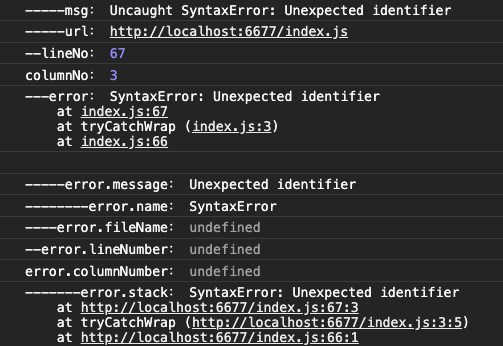 -----msg: Uncaught SyntaxError: Unexpected identifier
-----url: http://localhost:6677/index.js
--lineNo: 67
columnNo: 3
---error: SyntaxError: Unexpected identifier
at index.js:67
at tryCatchWrap (index.js:3)
at index.js:66
-----error.message: Unexpected identifier
--------error.name: SyntaxError
----error.fileName: undefined
--error.lineNumber: undefined
error.columnNumber: undefined
-------error.stack: SyntaxError: Unexpected identifier
at http://localhost:6677/index.js:67:3
at tryCatchWrap (http://localhost:6677/index.js:3:5)
at http://localhost:6677/index.js:66:1